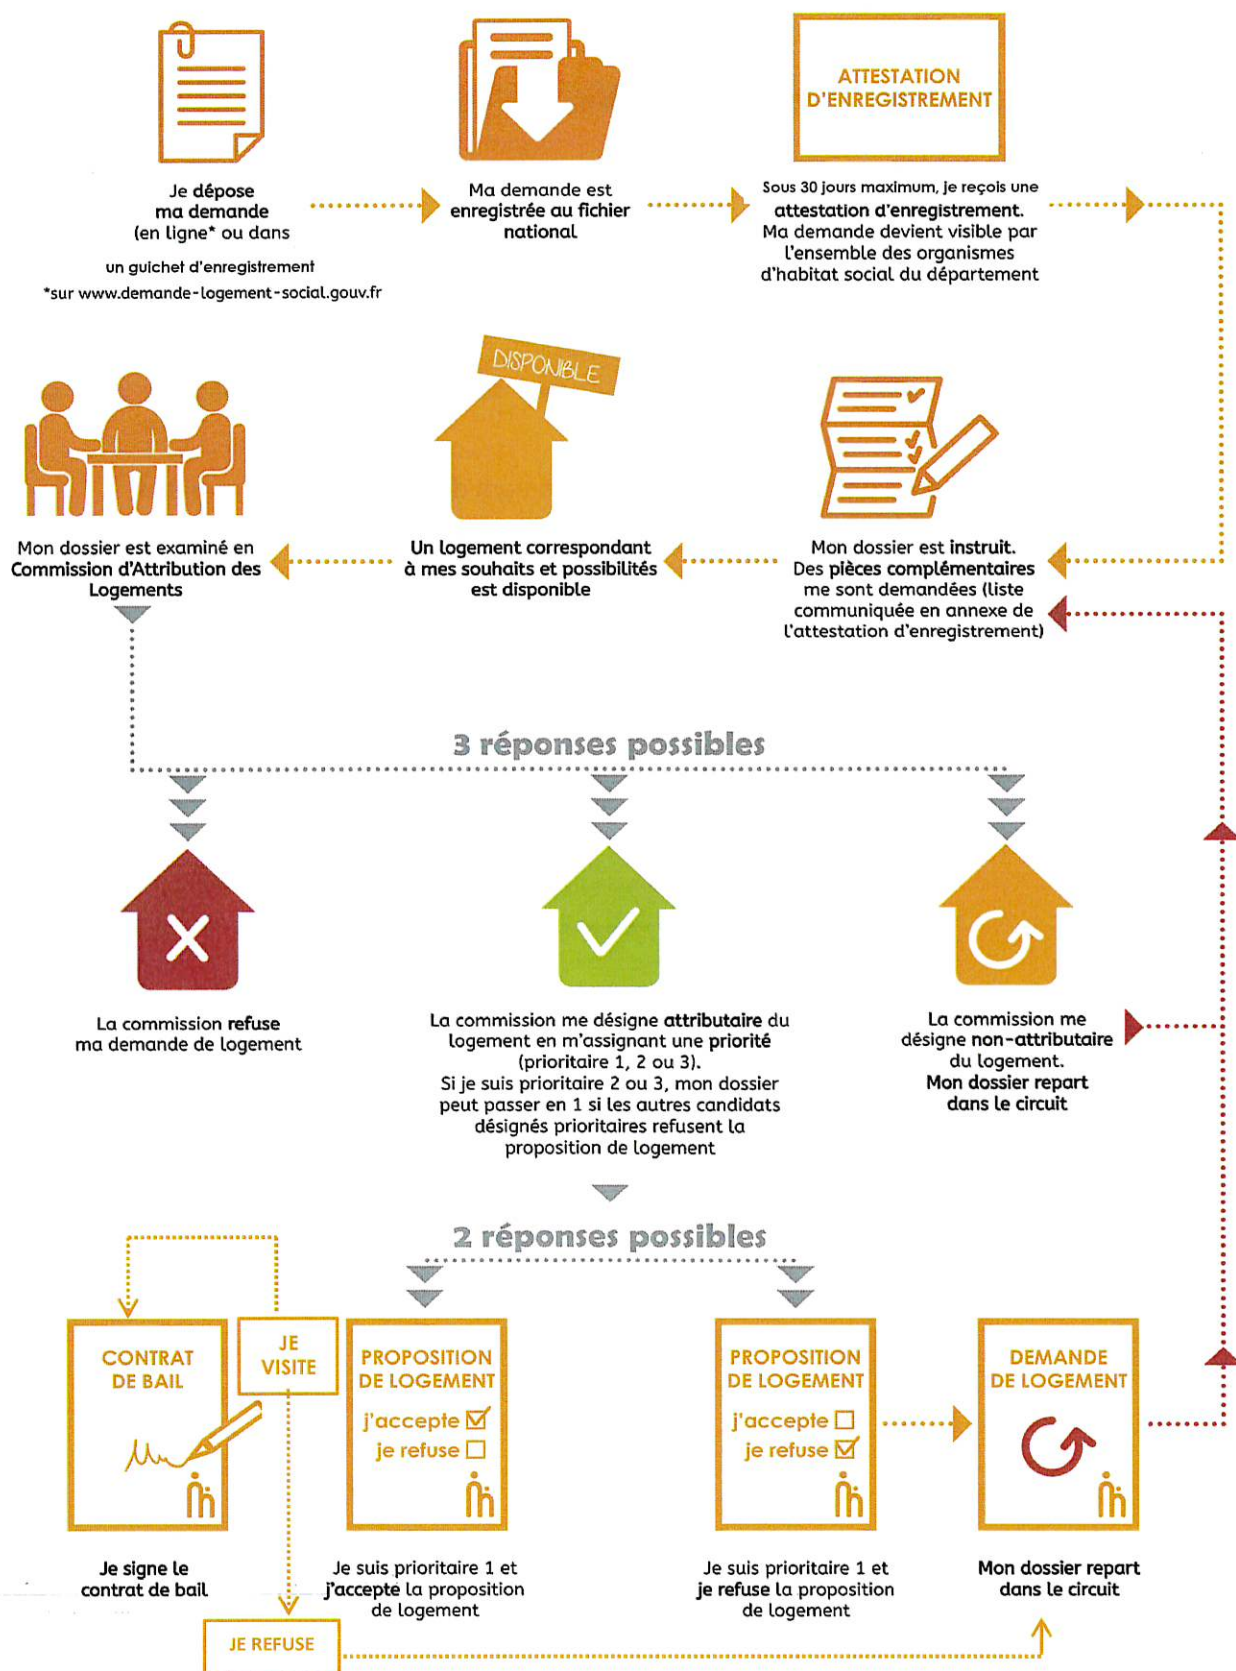 ATTESTATION
D'ENREGISTREMENT
Je dépose
ma demande
(en ligne* ou dans
un guichet d'enregistrement
*sur www.demande-logement-social.gouv.fr
Ma demande est
enregistrée au fichier
national
Sous 30 jours maximum, je reçois une
attestation d'enregistrement.
Ma demande devient visible par
l'ensemble des organismes
d'habitat social du département
DISPONIBLE
Mon dossier est examiné en
Commission d'Attribution des
Logements
Un logement correspondant
à mes souhaits et possibilités
est disponible
Mon dossier est instruit.
Des pièces complémentaires
me sont demandées (liste
communiquée en annexe de
l'attestation d'enregistrement)
3 réponses possibles
La commission refuse
ma demande de logement
La commission me désigne attributaire du
logement en m'assignant une priorité
(prioritaire 1, 2 ou 3).
Si je suis prioritaire 2 ou 3, mon dossier
peut passer en 1 si les autres candidats
désignés prioritaires refusent la
proposition de logement
La commission me
désigne non-attributaire
du logement.
Mon dossier repart
dans le circuit
2 réponses possibles
CONTRAT
DE BAIL
JE
VISITE
PROPOSITION
DE LOGEMENT
j'accepte
je refuse
PROPOSITION
DE LOGEMENT
j'accepte
je refuse
DEMANDE
DE LOGEMENT
Je signe le
contrat de bail
Je suis prioritaire 1 et
j'accepte la proposition
de logement
Je suis prioritaire 1 et
je refuse la proposition
de logement
Mon dossier repart
dans le circuit
JE REFUSE